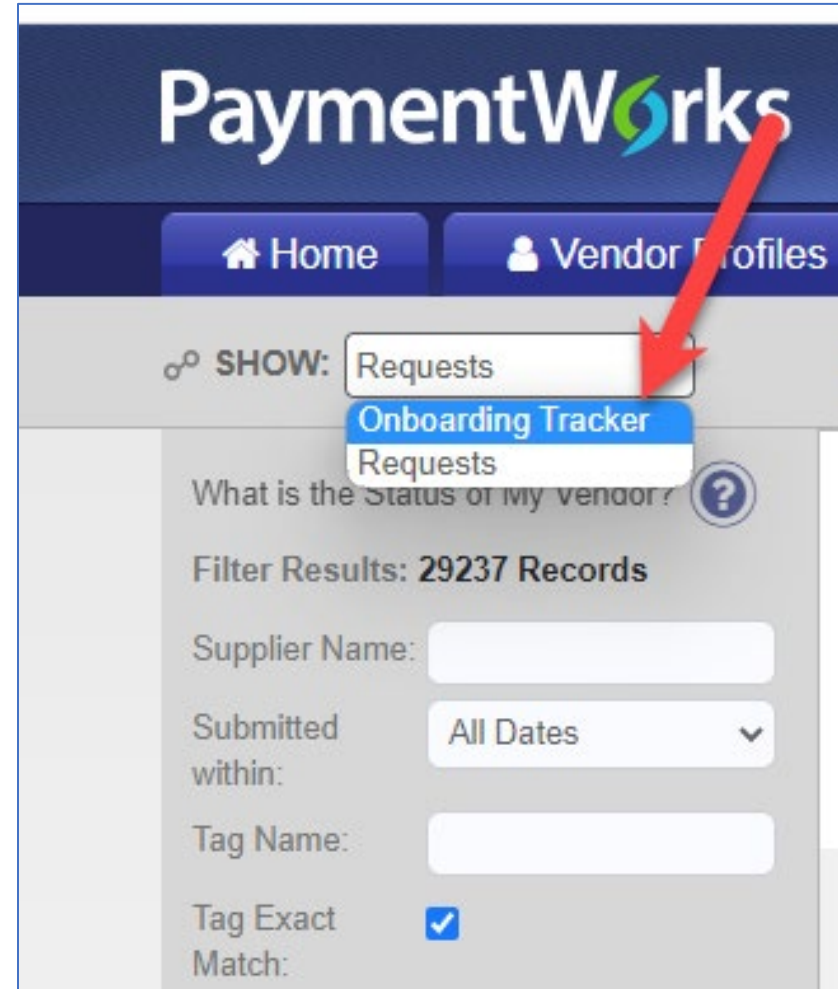 PaymentWorks
Home Vendor Profiles
SHOW: Requests
Onboarding Tracker
Requests
What is the Status of My Vendor? ?
Filter Results: 29237 Records
Supplier Name:
Submitted within: All Dates
Tag Name:
Tag Exact
Match: